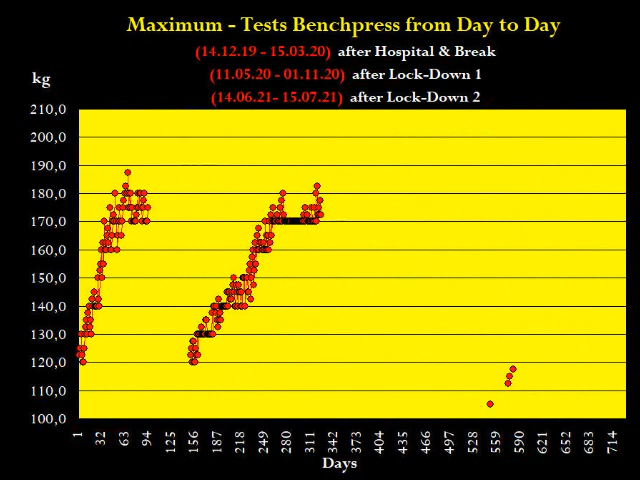 Maximum - Tests Benchpress from Day to Day
(14.12.19 - 15.03.20) after Hospital & Break
(11.05.20 - 01.11.20) after Lock-Down 1
(14.06.21- 15.07.21) after Lock-Down 2
kg
210,0
200,0
190,0
180,0
170,0
160,0
150,0
140,0
130,0
120,0
110,0
100,0
1 32 63 94 125 156 187 218 249 280 311 342 373 404 435 466 497 528 559 590 621 652 683 714
Days